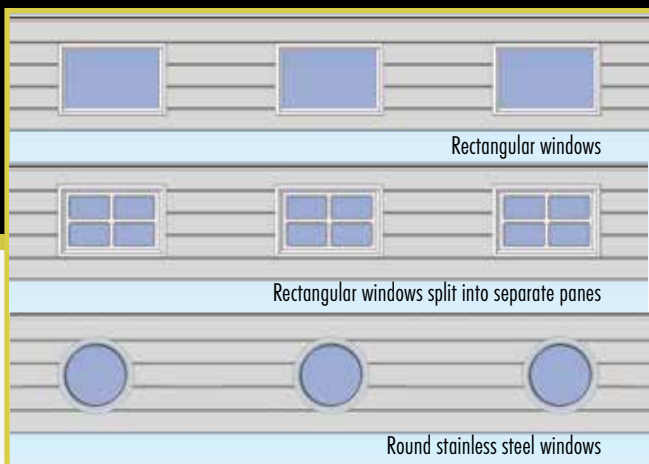 Rectangular windows
Rectangular windows split into separate panes
Round stainless steel windows